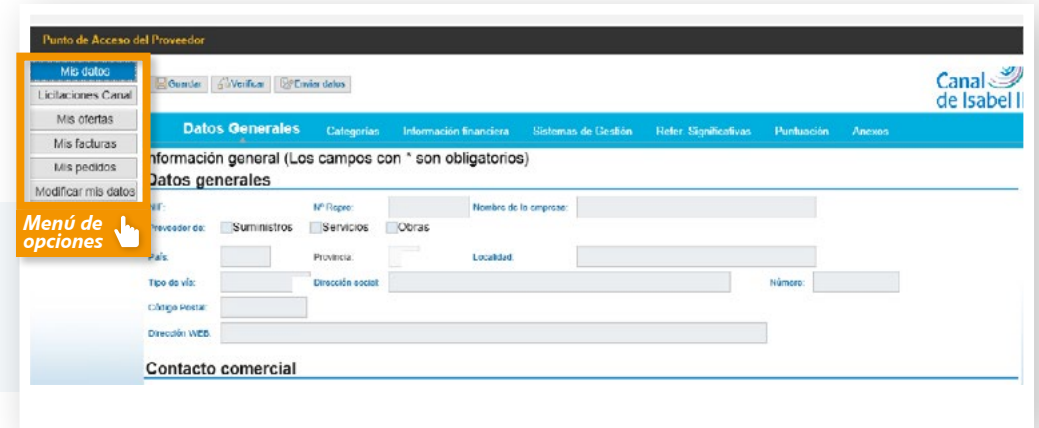 Punto de Acceso del Proveedor
Mis datos
Licitaciones Canal
Mis ofertas
Mis facturas
Mis pedidos
Modificar mis datos
Menú de
opciones
Guardar Verificar Enviar datos
Canal
de Isabel II
Datos Generales Categorías Información financiera Sistemas de Gestión Refer. Significativas Puntuación Anexos
nformación general (Los campos con * son obligatorios)
Datos generales
NIF: Nº Repro: Nombre de la empresa:
Proveedor de: Suministros Servicios Obras
País: Provincia: Localidad:
Tipo de vía: Dirección social: Número:
Código Postal:
Dirección WEB:
Contacto comercial